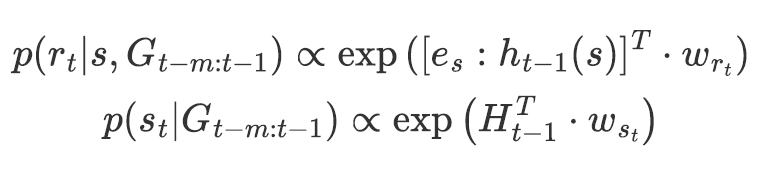 p(r_t|s, G_{t−m:t−1}) ∝ exp([e_s : h_{t−1}(s)]^T · w_{r_t})
p(s_t|G_{t−m:t−1}) ∝ exp(H_{t−1}^T · w_{s_t})